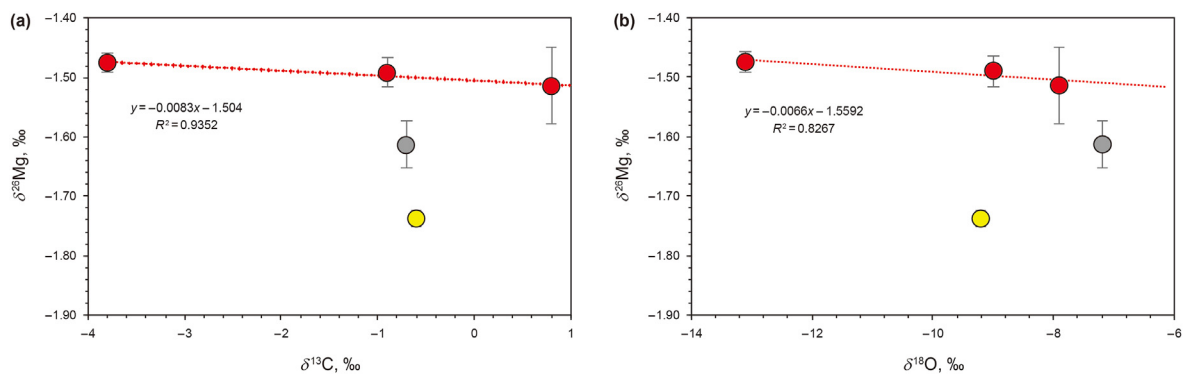 (a)
−1.40
−1.50
−1.60
−1.70
−1.80
−1.90
δ²⁶Mg, ‰
y = −0.0083x − 1.504
R² = 0.9352
−4 −3 −2 −1 0 1
δ¹³C, ‰
(b)
−1.40
−1.50
−1.60
−1.70
−1.80
−1.90
δ²⁶Mg, ‰
y = −0.0066x − 1.5592
R² = 0.8267
−14 −12 −10 −8 −6
δ¹⁸O, ‰